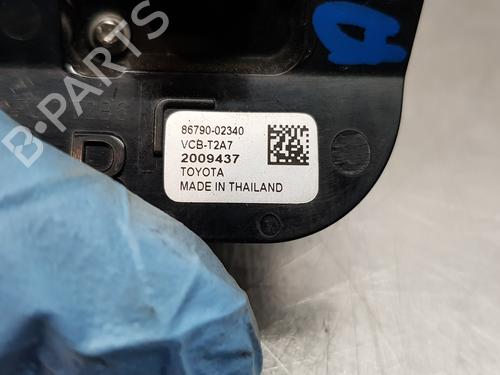 86790-02340
VCB-T2A7
2009437
TOYOTA
MADE IN THAILAND
R
B-PARTS